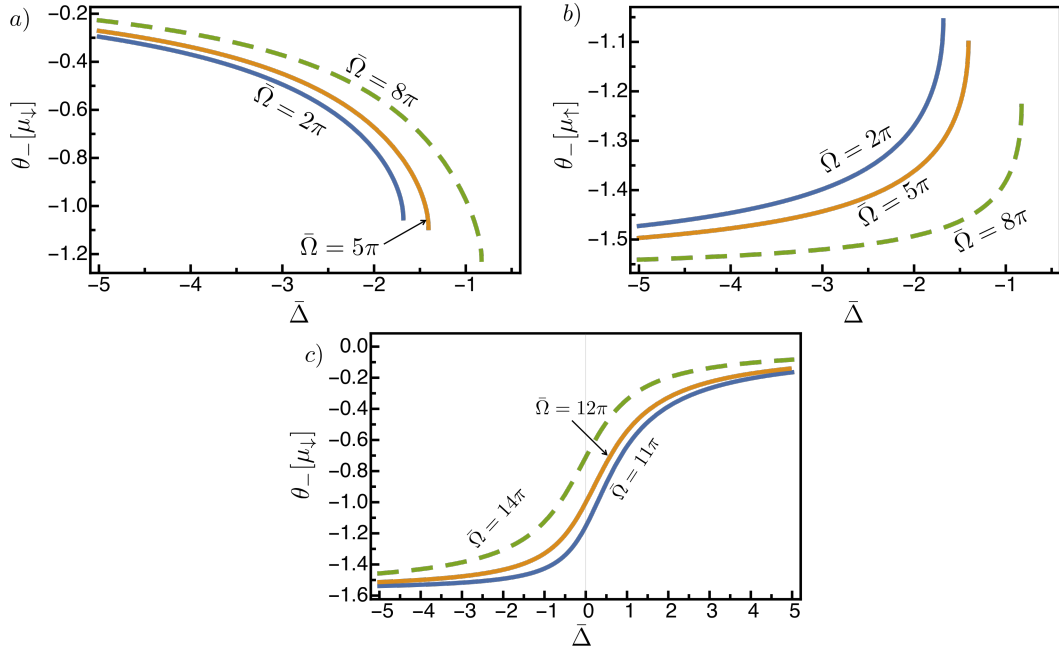 a)
θ₋[μ↓]
−0.2
−0.4
−0.6
−0.8
−1.0
−1.2
Ω̄ = 8π
Ω̄ = 2π
Ω̄ = 5π
−5 −4 −3 −2 −1
Δ̄
b)
θ₋[μ↑]
−1.1
−1.2
−1.3
−1.4
−1.5
Ω̄ = 2π
Ω̄ = 5π
Ω̄ = 8π
−5 −4 −3 −2 −1
Δ̄
c)
θ₋[μ↓]
0.0
−0.2
−0.4
−0.6
−0.8
−1.0
−1.2
−1.4
−1.6
Ω̄ = 12π
Ω̄ = 11π
Ω̄ = 14π
−5 −4 −3 −2 −1 0 1 2 3 4 5
Δ̄